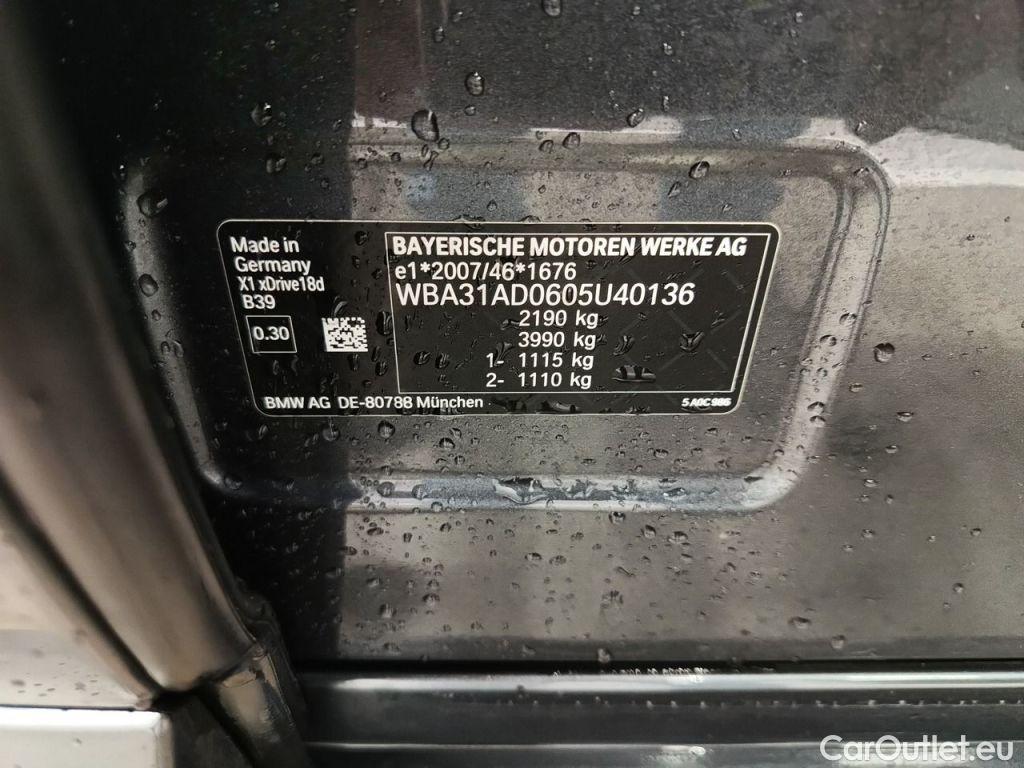 Made in
Germany
X1 xDrive18d
B39
0.30
BAYERISCHE MOTOREN WERKE AG
e1*2007/46*1676
WBA31AD0605U40136
2190 kg
3990 kg
1- 1115 kg
2- 1110 kg
BMW AG DE-80788 München
5A0C986
CarOutlet.eu